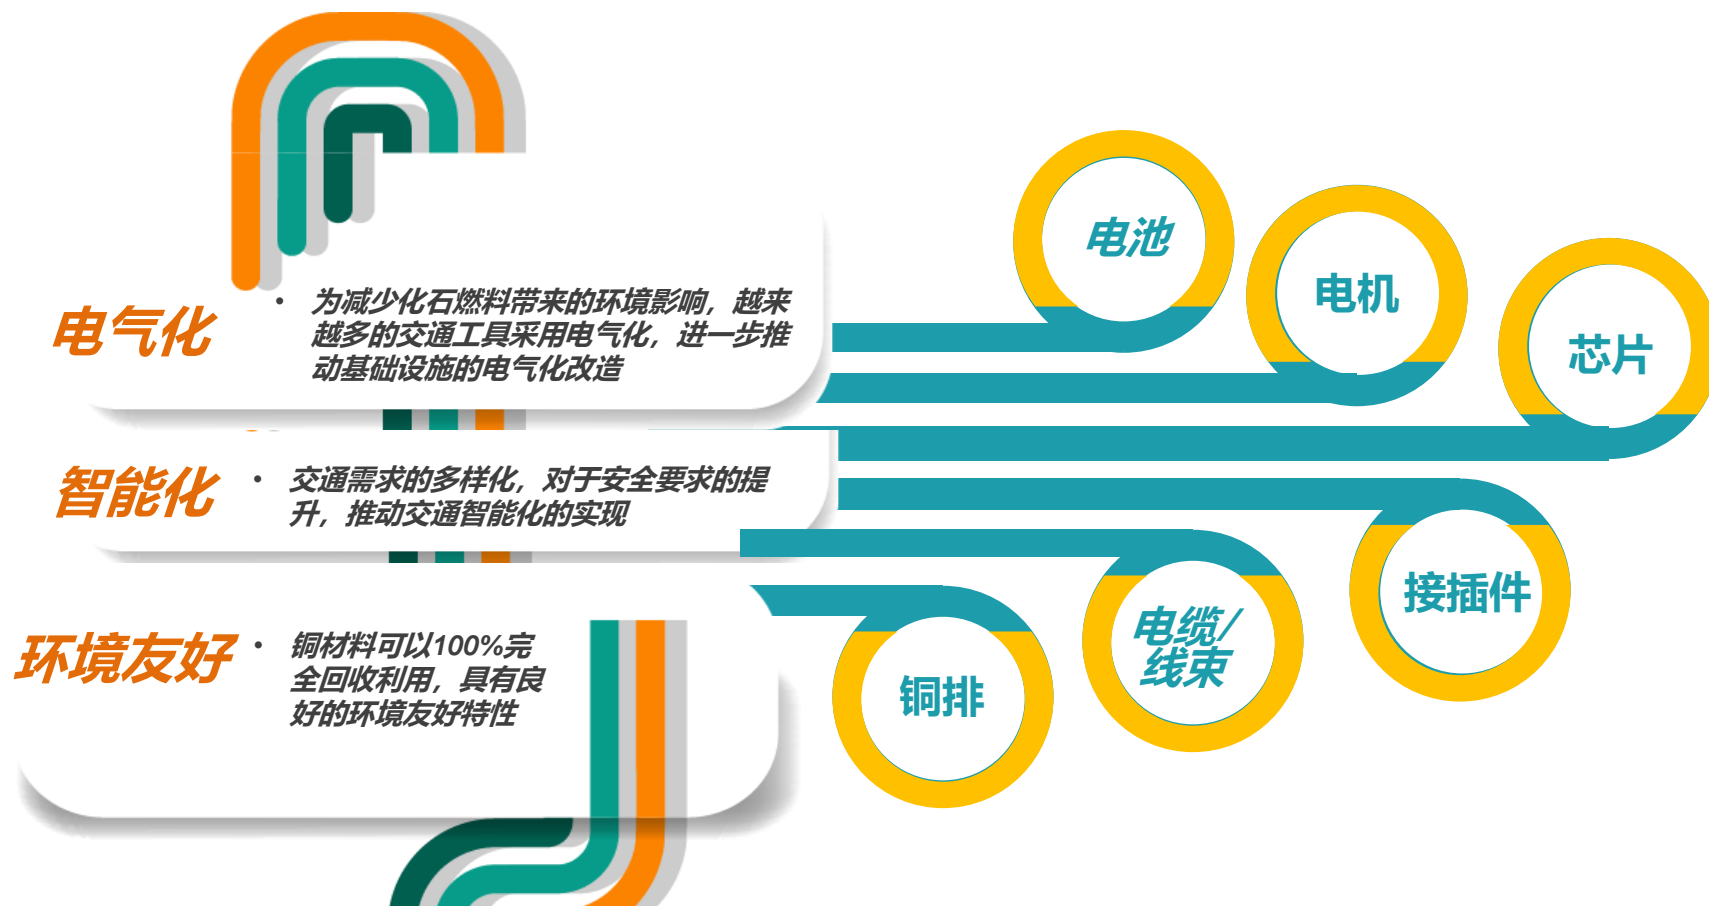 电气化
• 为减少化石燃料带来的环境影响，越来
越多的交通工具采用电气化，进一步推
动基础设施的电气化改造
智能化
• 交通需求的多样化，对于安全要求的提
升，推动交通智能化的实现
环境友好
• 铜材料可以100%完
全回收利用，具有良
好的环境友好特性
电池
电机
芯片
接插件
电缆/
线束
铜排